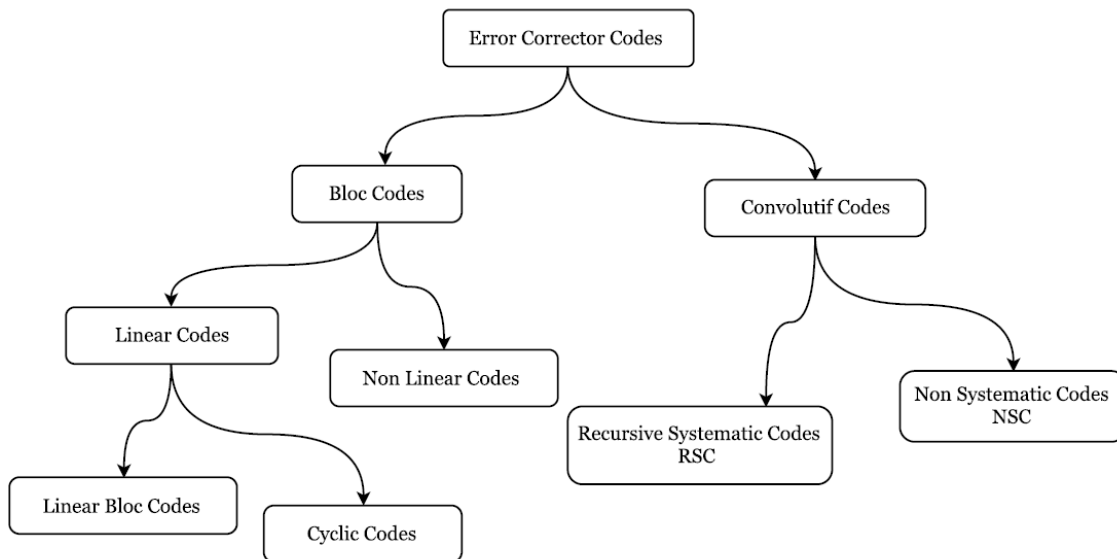 Error Corrector Codes
Bloc Codes
Convolutif Codes
Linear Codes
Non Linear Codes
Recursive Systematic Codes
RSC
Non Systematic Codes
NSC
Linear Bloc Codes
Cyclic Codes